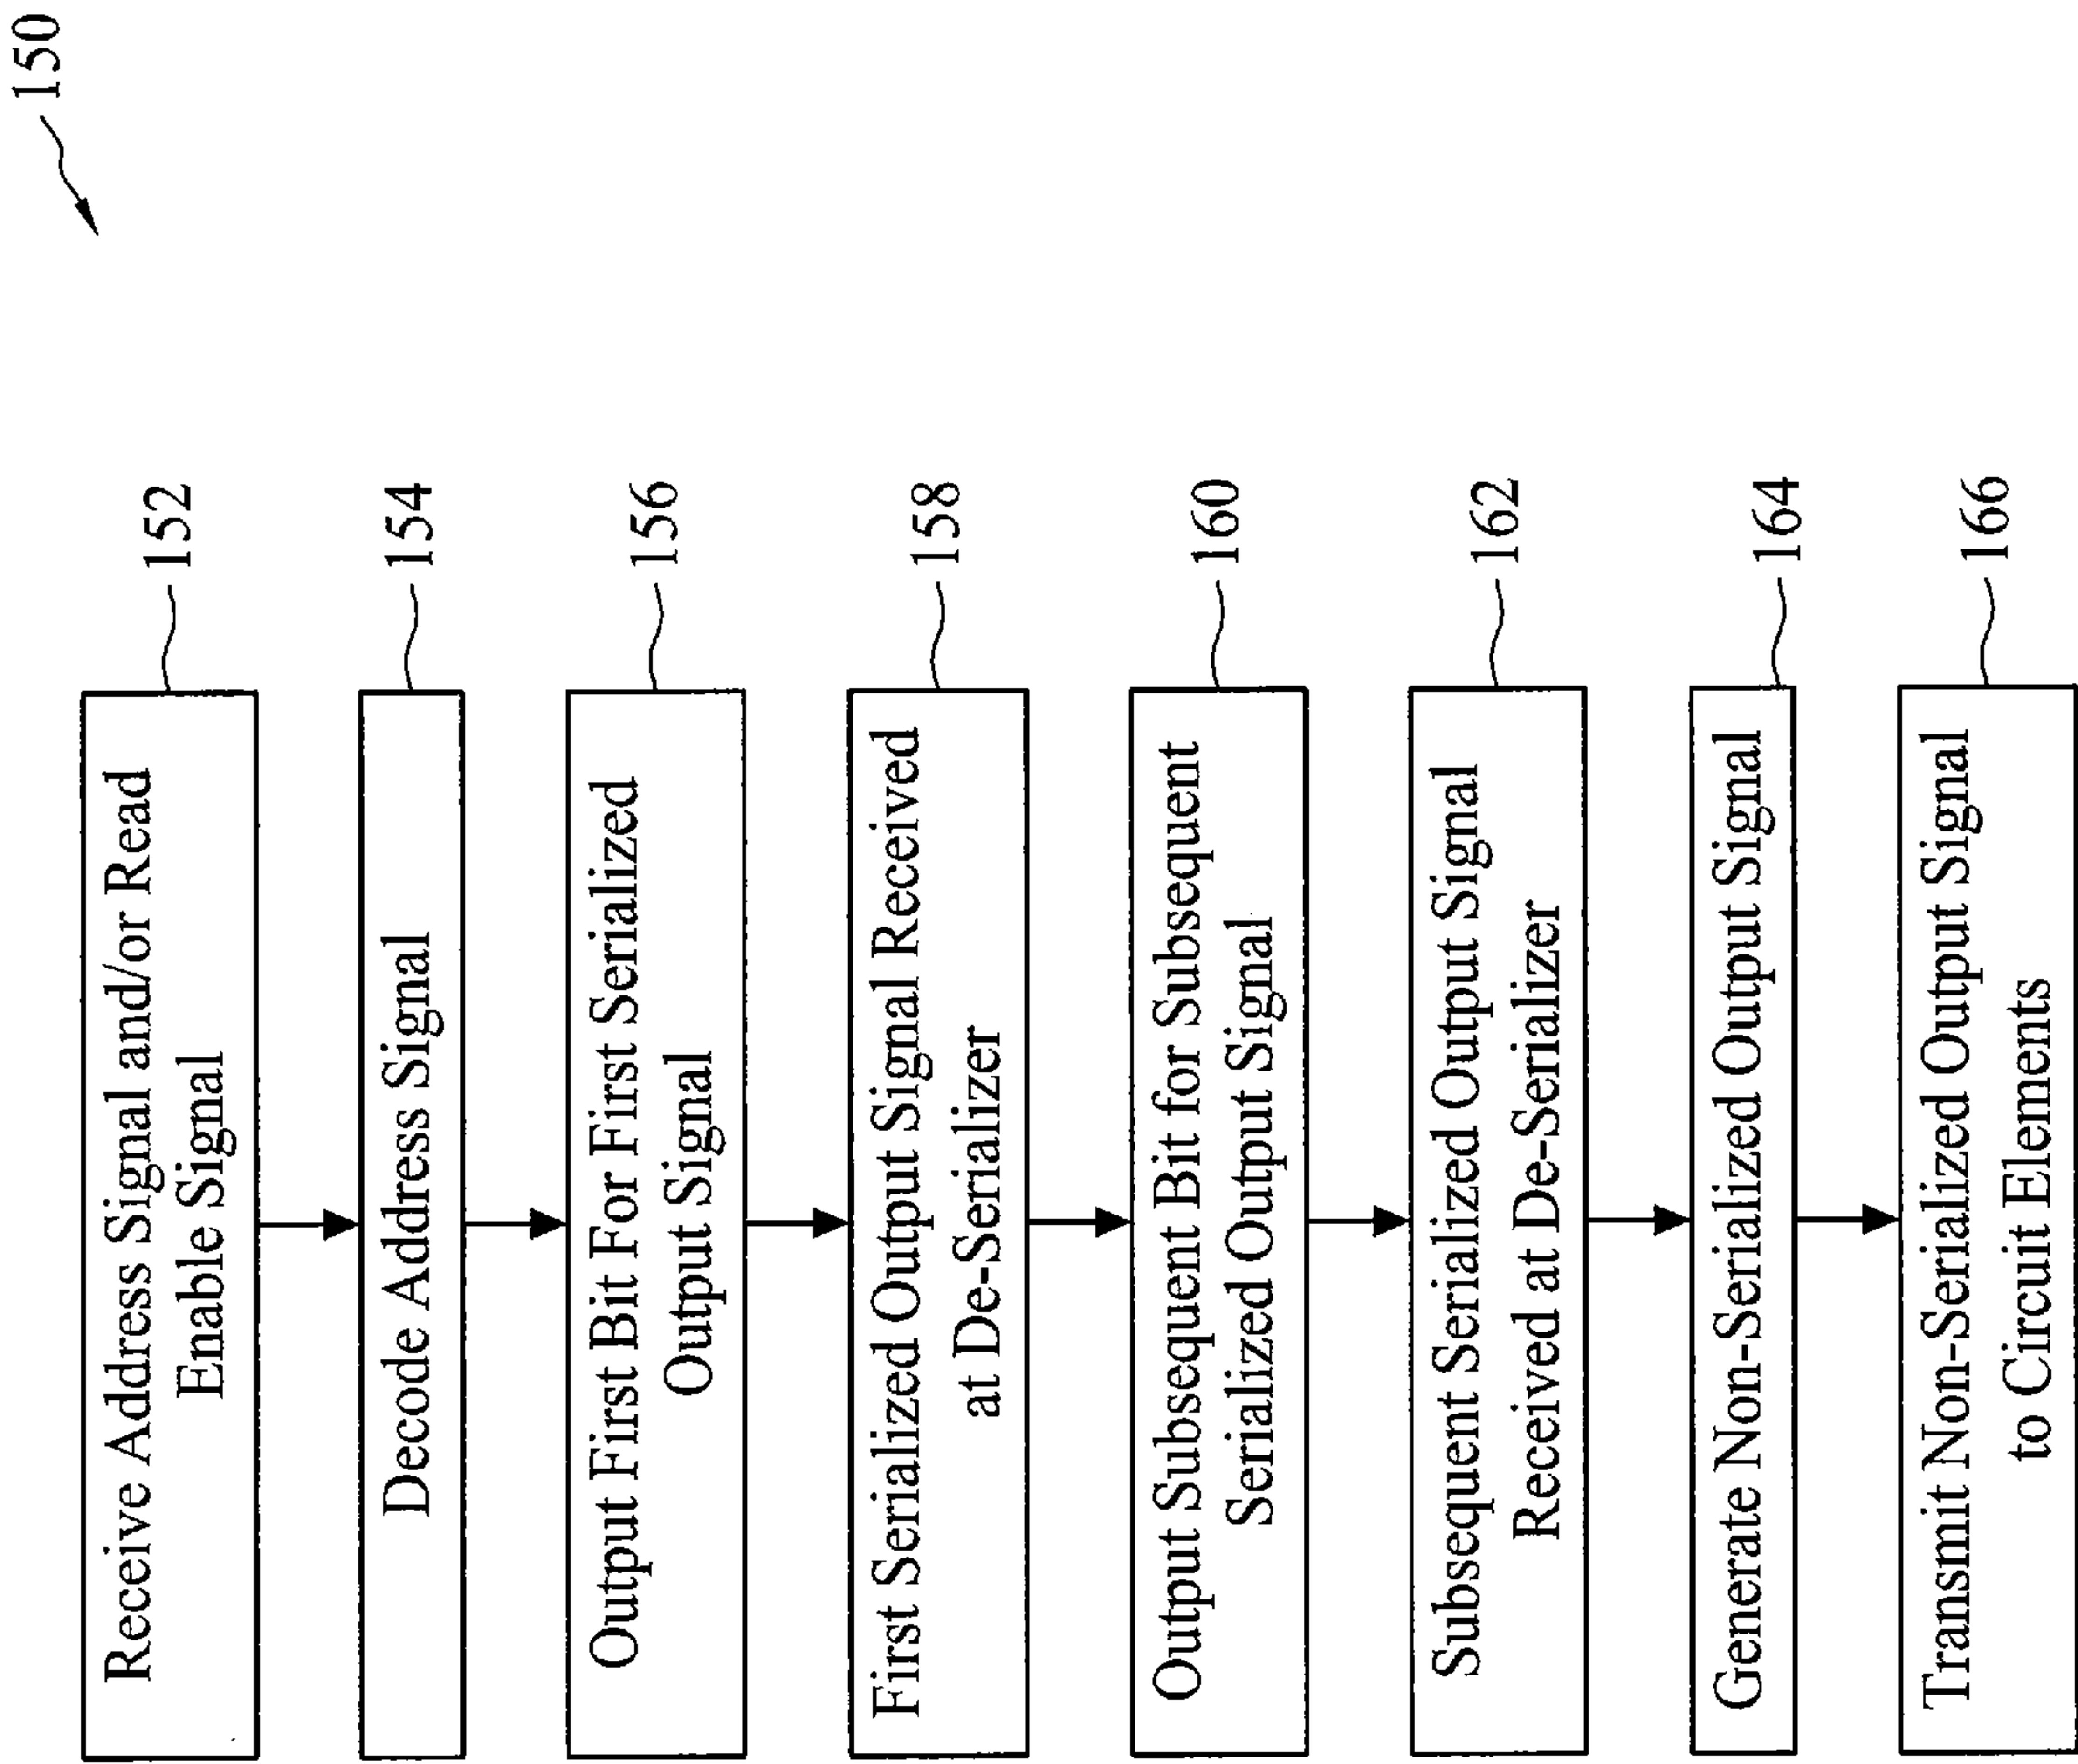 150
Receive Address Signal and/or Read
Enable Signal
152
Decode Address Signal
154
Output First Bit For First Serialized
Output Signal
156
First Serialized Output Signal Received
at De-Serializer
158
Output Subsequent Bit for Subsequent
Serialized Output Signal
160
Subsequent Serialized Output Signal
Received at De-Serializer
162
Generate Non-Serialized Output Signal
164
Transmit Non-Serialized Output Signal
to Circuit Elements
166